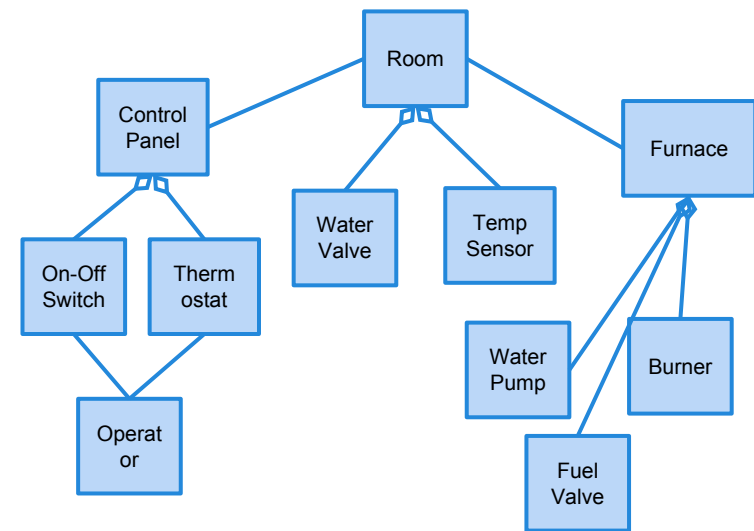 Room
Control
Panel
Furnace
Water
Valve
Temp
Sensor
On-Off
Switch
Therm
ostat
Water
Pump
Burner
Operat
or
Fuel
Valve